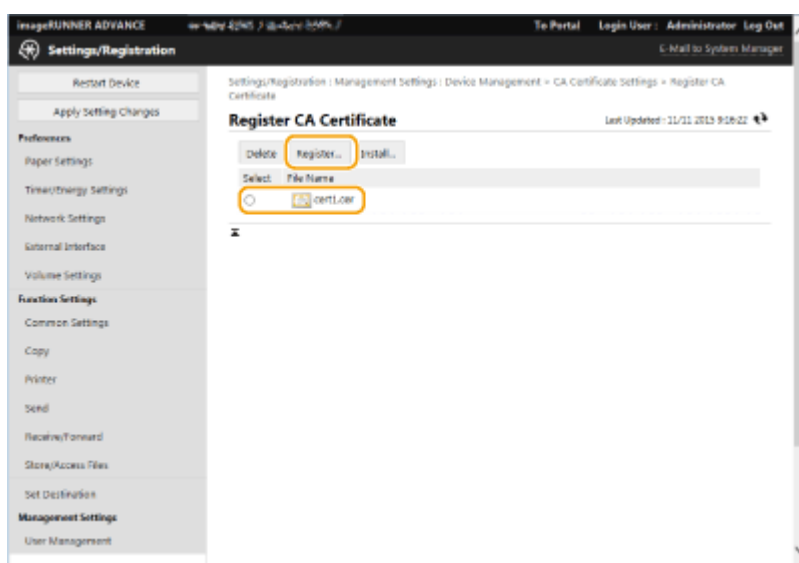 imageRUNNER ADVANCE
To Portal Login User : Administrator Log Out
Settings/Registration
E-Mail to System Manager
Restart Device
Apply Setting Changes
Preferences
Paper Settings
Timer/Energy Settings
Network Settings
External Interface
Volume Settings
Function Settings
Common Settings
Copy
Printer
Send
Receive/Forward
Store/Access Files
Set Destination
Management Settings
User Management
Settings/Registration : Management Settings : Device Management > CA Certificate Settings > Register CA
Certificate
Register CA Certificate
Last Updated : 11/11 2015
Delete Register... Install...
Select File Name
cert1.cer